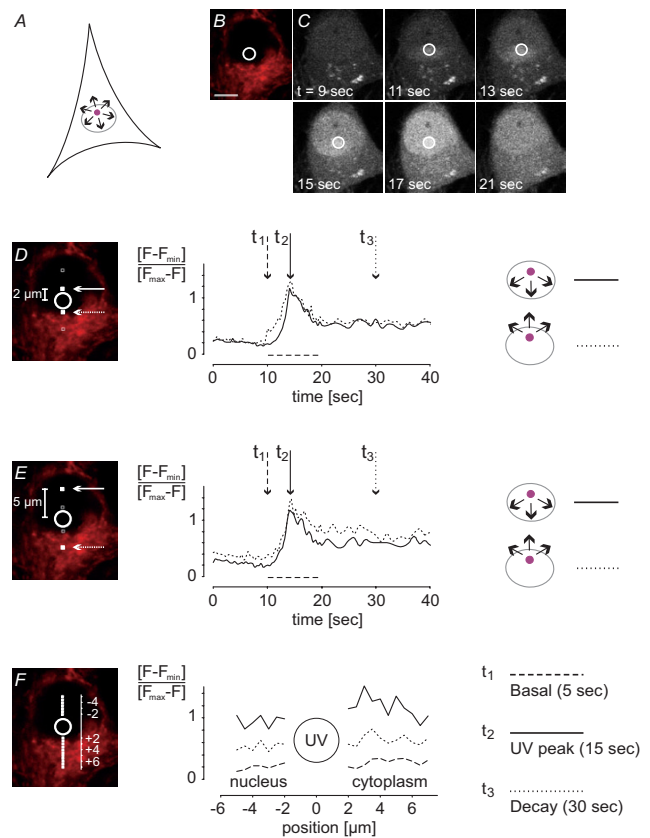 A
B
C
t = 9 sec
11 sec
13 sec
15 sec
17 sec
21 sec
D
2 µm
[F-Fmin]
[Fmax-F]
1
0
t1
t2
t3
0 10 20 30 40
time [sec]
E
5 µm
[F-Fmin]
[Fmax-F]
1
0
t1
t2
t3
0 10 20 30 40
time [sec]
F
-4
-2
+2
+4
+6
[F-Fmin]
[Fmax-F]
1
0
UV
nucleus
cytoplasm
-6 -4 -2 0 2 4 6
position [µm]
t1
Basal (5 sec)
t2
UV peak (15 sec)
t3
Decay (30 sec)